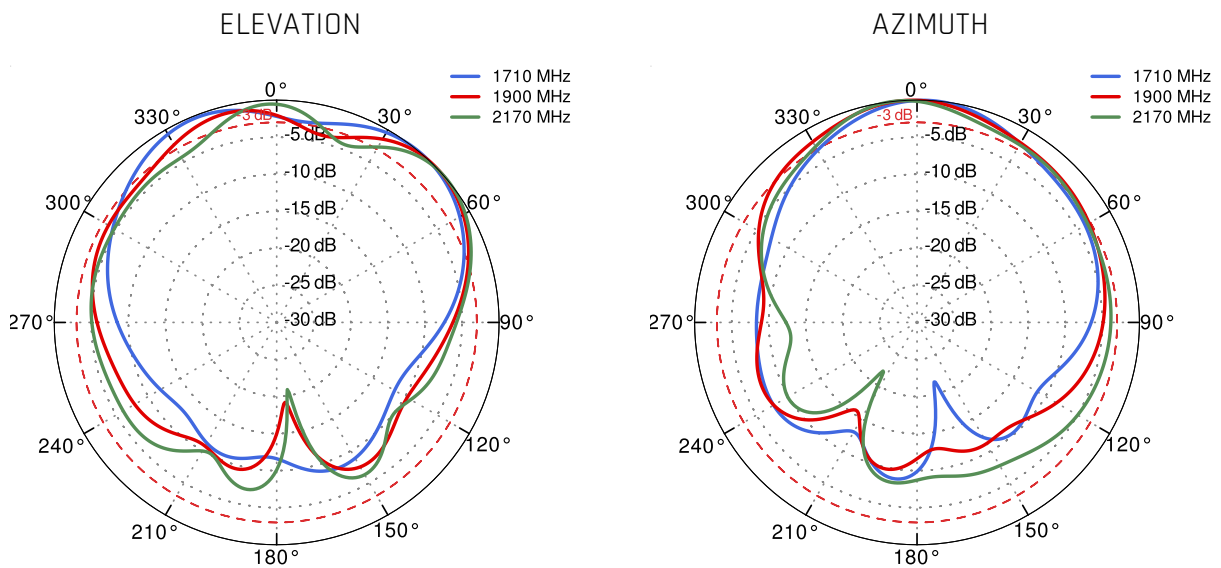 ELEVATION
1710 MHz
1900 MHz
2170 MHz
0°
30°
60°
90°
120°
150°
180°
210°
240°
270°
300°
330°
-3 dB
-5 dB
-10 dB
-15 dB
-20 dB
-25 dB
-30 dB
AZIMUTH
1710 MHz
1900 MHz
2170 MHz
0°
30°
60°
90°
120°
150°
180°
210°
240°
270°
300°
330°
-3 dB
-5 dB
-10 dB
-15 dB
-20 dB
-25 dB
-30 dB